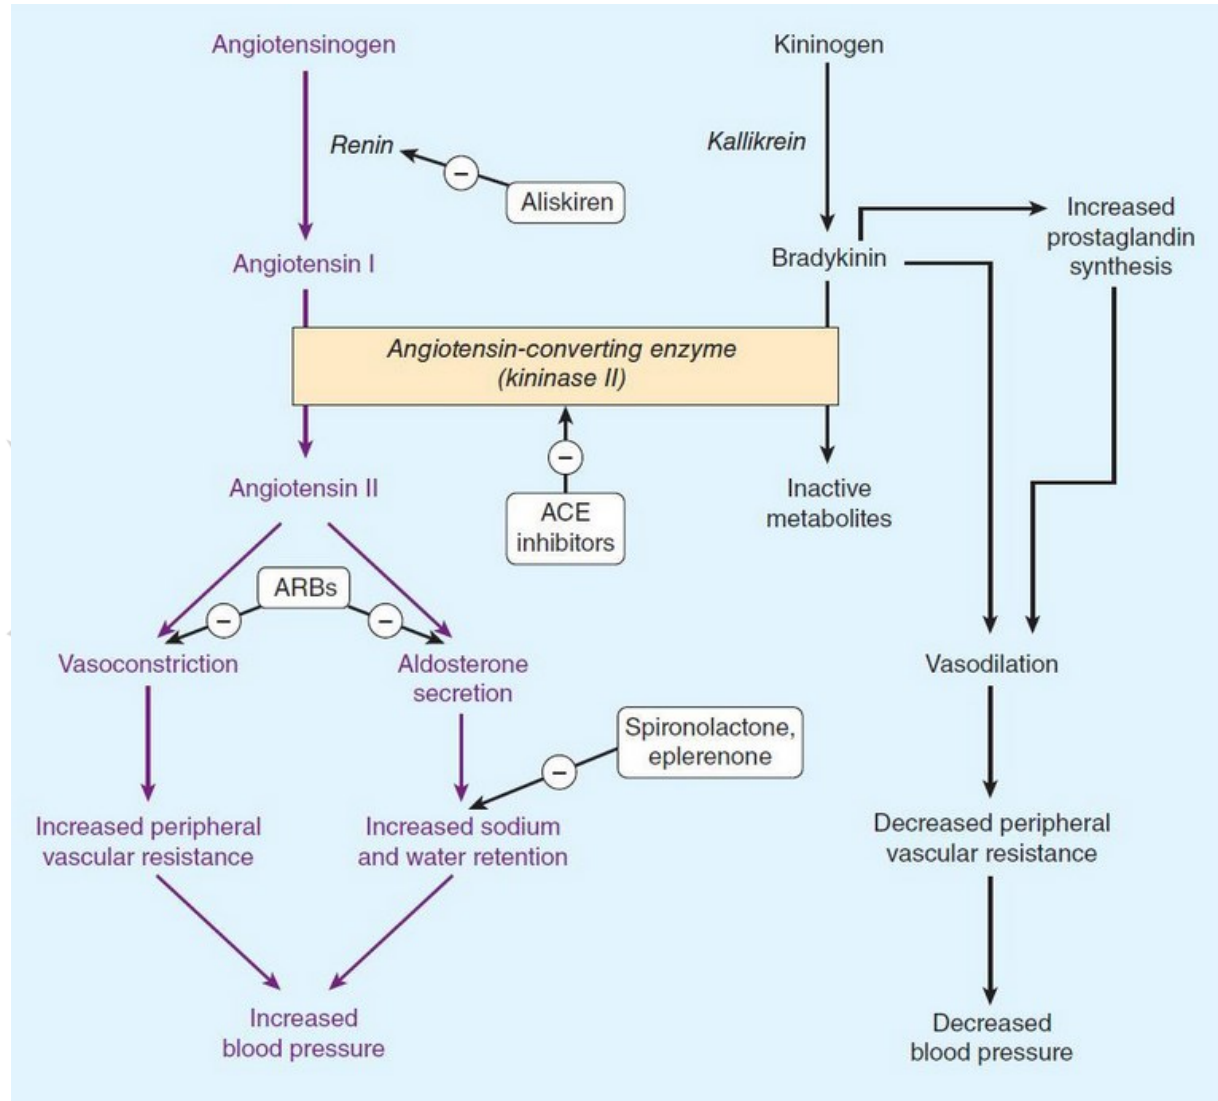 Angiotensinogen
Kininogen
Renin
Kallikrein
−
Aliskiren
Increased
prostaglandin
synthesis
Angiotensin I
Bradykinin
Angiotensin-converting enzyme
(kininase II)
−
Angiotensin II
ACE
inhibitors
Inactive
metabolites
ARBs
−
−
Vasoconstriction
Aldosterone
secretion
Vasodilation
Spironolactone,
eplerenone
−
Increased peripheral
vascular resistance
Increased sodium
and water retention
Decreased peripheral
vascular resistance
Increased
blood pressure
Decreased
blood pressure